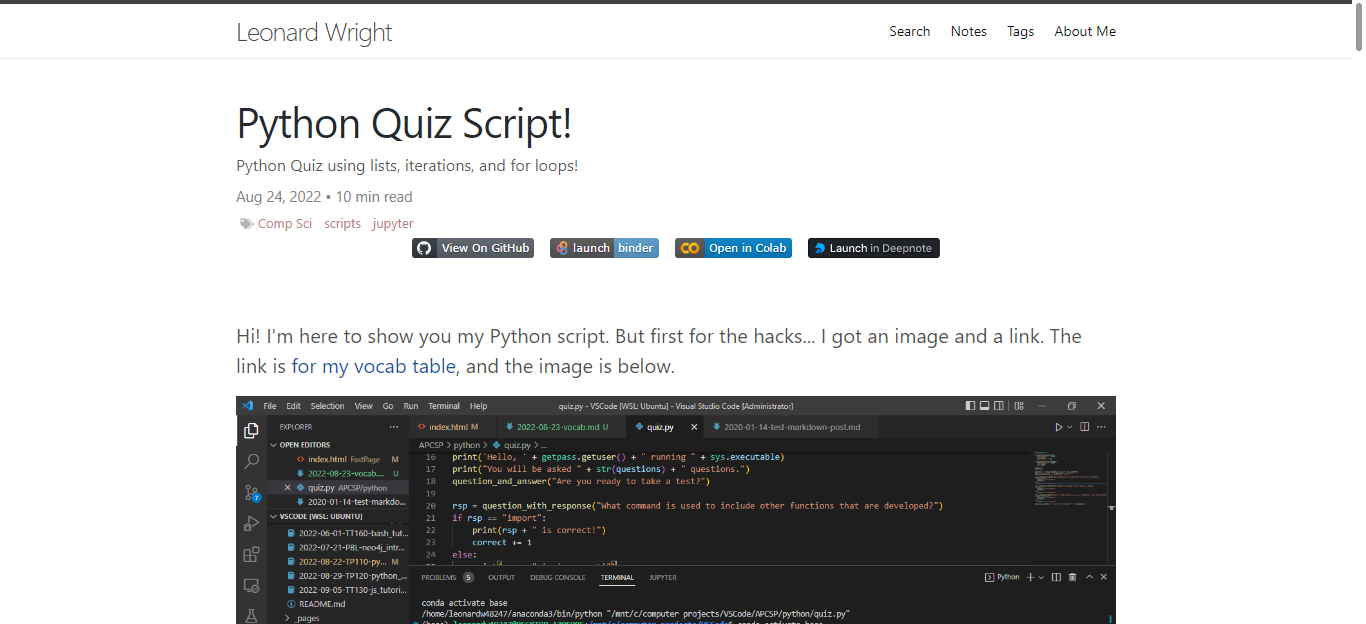 Leonard Wright
Search Notes Tags About Me
Python Quiz Script!
Python Quiz using lists, iterations, and for loops!
Aug 24, 2022 • 10 min read
Comp Sci scripts jupyter
View On GitHub launch binder Open in Colab Launch in Deepnote
Hi! I'm here to show you my Python script. But first for the hacks... I got an image and a link. The
link is for my vocab table, and the image is below.
File Edit Selection View Go Run Terminal Help quiz.py - VSCode [WSL: Ubuntu] - Visual Studio Code [Administrator]
EXPLORER ··· index.html M 2022-08-23-vocab.md U quiz.py 2020-01-14-test-markdown-post.md
OPEN EDITORS
APCSP > python > quiz.py > ...
index.html FastPage M
2022-08-23-vocab.... U
quiz.py APCSP/python
2020-01-14-test-markdo...
VSCODE [WSL: UBUNTU]
2022-06-01-TT160-bash_tut...
2022-07-21-PBL-neo4j_intr...
2022-08-22-TP110-py... M
2022-08-29-TP120-python_...
2022-09-05-TT130-js_tutori...
README.md
_pages
7
16 print('Hello, ' + getpass.getuser() + " running " + sys.executable)
17 print("You will be asked " + str(questions) + " questions.")
18 question_and_answer("Are you ready to take a test?")
19
20 rsp = question_with_response("What command is used to include other functions that are developed?")
21 if rsp == "import":
22 print(rsp + " is correct!")
23 correct += 1
24 else:
PROBLEMS 5 OUTPUT DEBUG CONSOLE TERMINAL JUPYTER Python
conda activate base
/home/leonardw48247/anaconda3/bin/python "/mnt/c/computer projects/VSCode/APCSP/python/quiz.py"